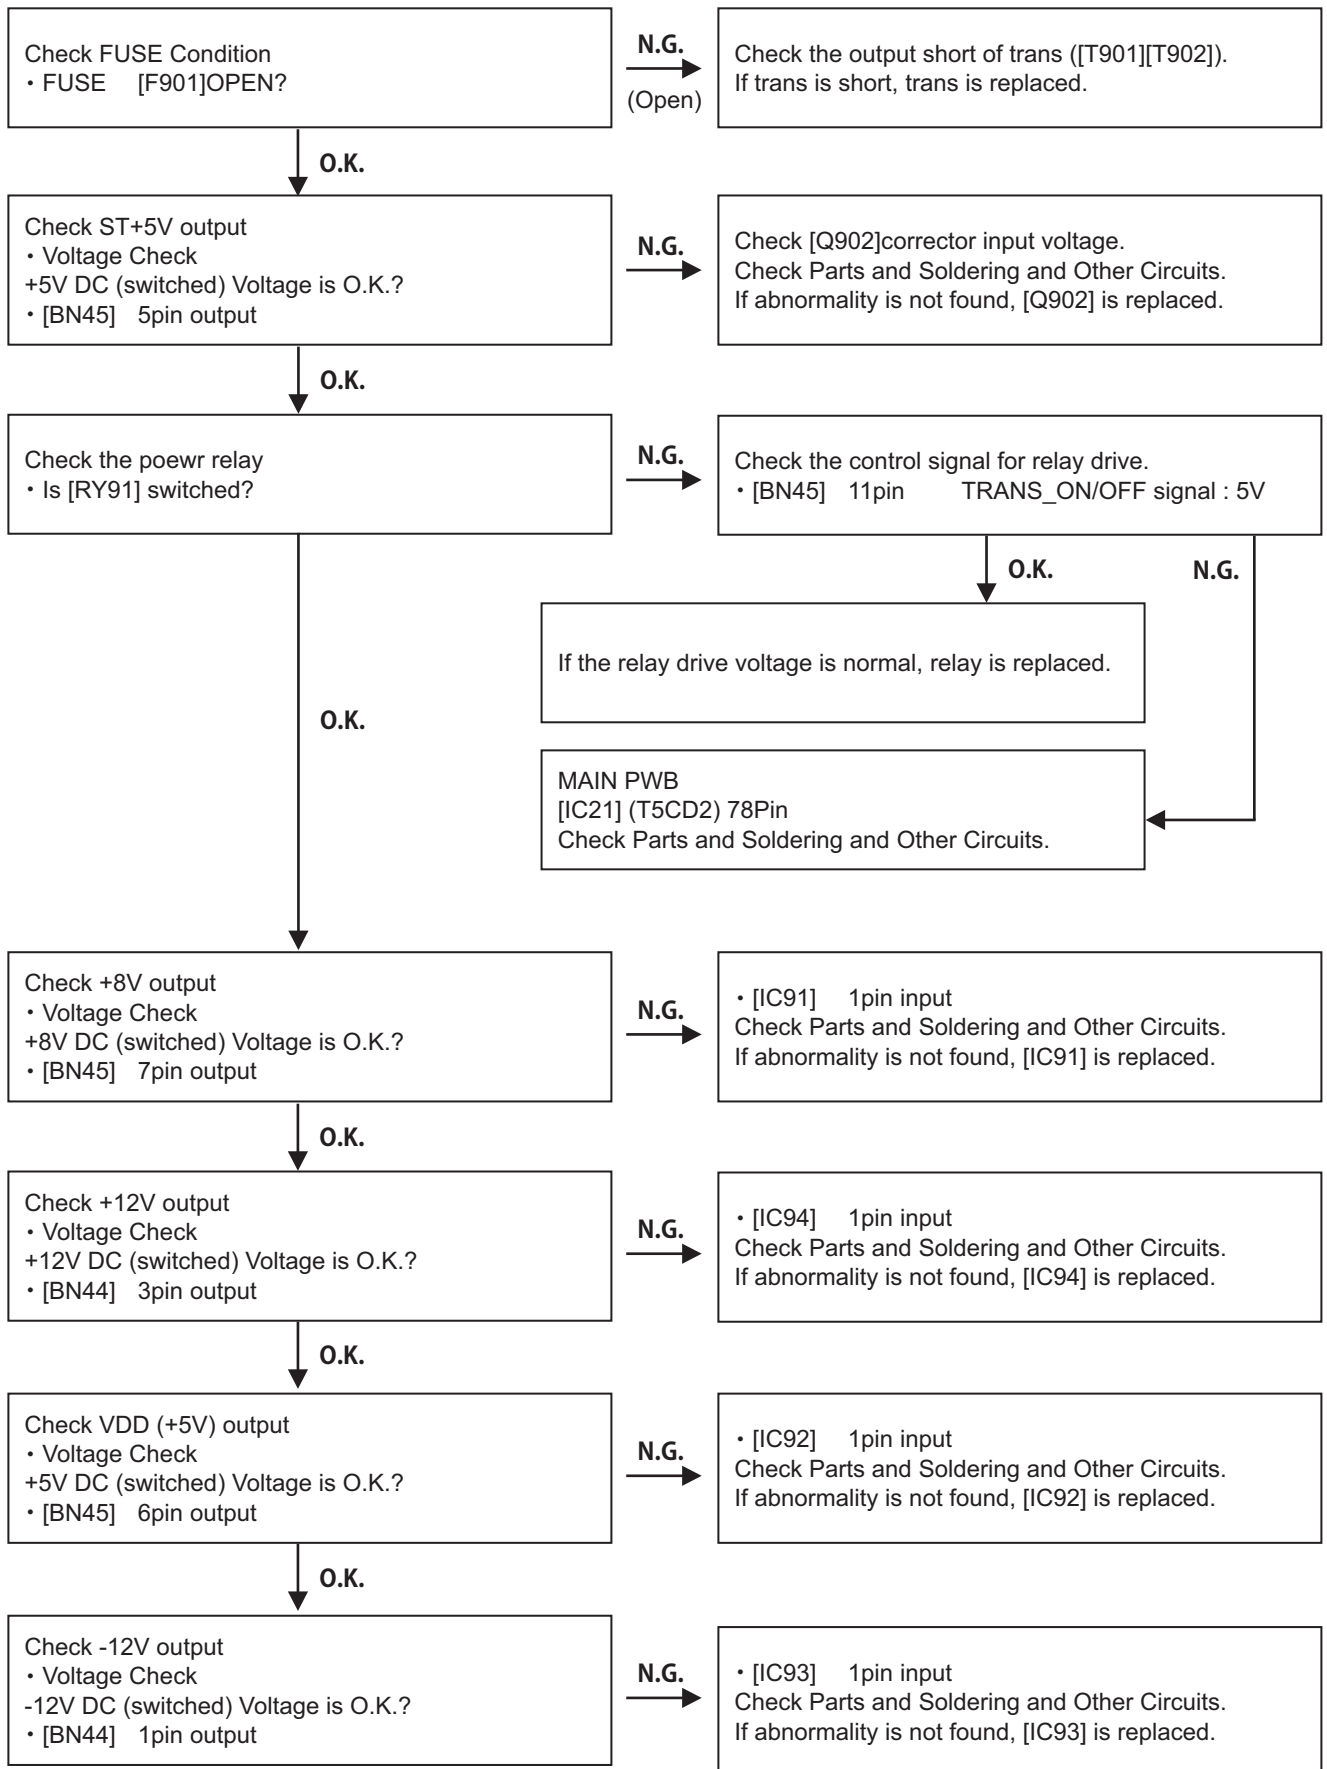 Check FUSE Condition
・FUSE [F901]OPEN?
N.G.
(Open)
Check the output short of trans ([T901][T902]).
If trans is short, trans is replaced.
O.K.
Check ST+5V output
・Voltage Check
+5V DC (switched) Voltage is O.K.?
・[BN45] 5pin output
N.G.
Check [Q902]corrector input voltage.
Check Parts and Soldering and Other Circuits.
If abnormality is not found, [Q902] is replaced.
O.K.
Check the poewr relay
・Is [RY91] switched?
N.G.
Check the control signal for relay drive.
・[BN45] 11pin TRANS_ON/OFF signal : 5V
O.K.
N.G.
If the relay drive voltage is normal, relay is replaced.
O.K.
MAIN PWB
[IC21] (T5CD2) 78Pin
Check Parts and Soldering and Other Circuits.
Check +8V output
・Voltage Check
+8V DC (switched) Voltage is O.K.?
・[BN45] 7pin output
N.G.
・[IC91] 1pin input
Check Parts and Soldering and Other Circuits.
If abnormality is not found, [IC91] is replaced.
O.K.
Check +12V output
・Voltage Check
+12V DC (switched) Voltage is O.K.?
・[BN44] 3pin output
N.G.
・[IC94] 1pin input
Check Parts and Soldering and Other Circuits.
If abnormality is not found, [IC94] is replaced.
O.K.
Check VDD (+5V) output
・Voltage Check
+5V DC (switched) Voltage is O.K.?
・[BN45] 6pin output
N.G.
・[IC92] 1pin input
Check Parts and Soldering and Other Circuits.
If abnormality is not found, [IC92] is replaced.
O.K.
Check -12V output
・Voltage Check
-12V DC (switched) Voltage is O.K.?
・[BN44] 1pin output
N.G.
・[IC93] 1pin input
Check Parts and Soldering and Other Circuits.
If abnormality is not found, [IC93] is replaced.